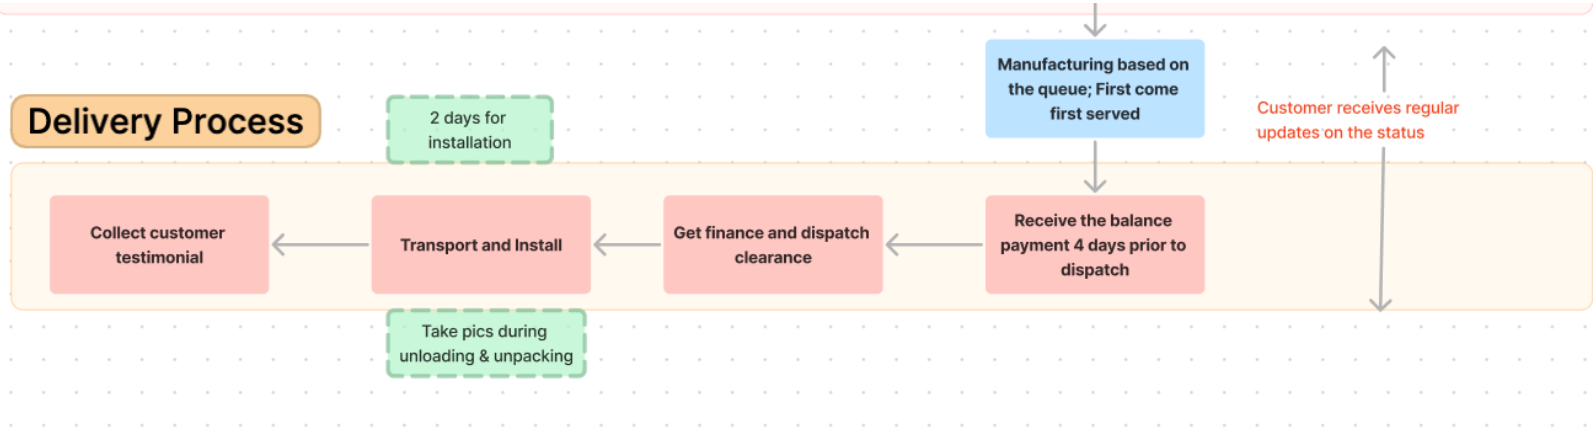 Manufacturing based on
the queue; First come
first served
Customer receives regular
updates on the status
Delivery Process
2 days for
installation
Collect customer
testimonial
Transport and Install
Get finance and dispatch
clearance
Receive the balance
payment 4 days prior to
dispatch
Take pics during
unloading & unpacking